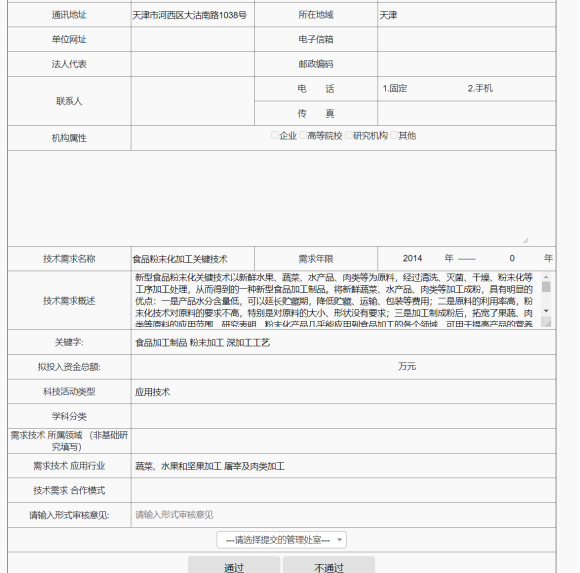 通讯地址 天津市河西区大沽南路1038号 所在地域 天津
单位网址 电子信箱
法人代表 邮政编码
联系人 电 话 1.固定 2.手机
传 真
机构属性 企业 高等院校 研究机构 其他
技术需求名称 食品粉末化加工关键技术 需求年限 2014 年 —— 0 年
技术需求概述
新型食品粉末化关键技术以新鲜水果、蔬菜、水产品、肉类等为原料，经过清洗、灭菌、干燥、粉末化等
工序加工处理，从而得到的一种新型食品加工制品。将新鲜蔬菜、水产品、肉类等加工成粉，具有明显的
优点：一是产品水分含量低，可以延长贮藏期，降低贮藏、运输、包装等费用；二是原料的利用率高，粉
末化技术对原料的要求不高，特别是对原料的大小、形状没有要求；三是加工制成粉后，拓宽了果蔬、肉
类等原料的应用范围，研究表明，粉末化产品几乎能应用到食品加工的各个领域，可用于提高产品的营养
关键字: 食品加工制品 粉末加工 深加工工艺
拟投入资金总额: 万元
科技活动类型 应用技术
学科分类
需求技术 所属领域 （非基础研
究填写）
需求技术 应用行业 蔬菜、水果和坚果加工 屠宰及肉类加工
技术需求 合作模式
请输入形式审核意见: 请输入形式审核意见
---请选择提交的管理处室---
通过 不通过